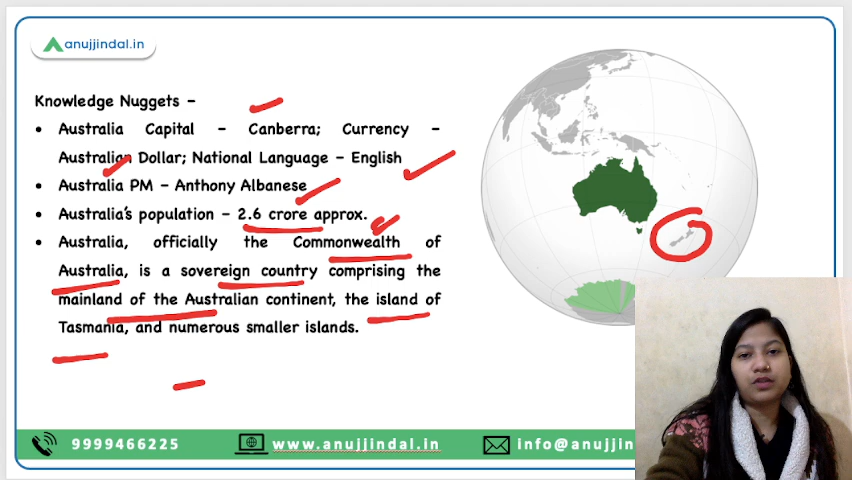 anujjindal.in
Knowledge Nuggets –
• Australia Capital – Canberra; Currency –
Australian Dollar; National Language – English
• Australia PM – Anthony Albanese
• Australia's population – 2.6 crore approx.
• Australia, officially the Commonwealth of
Australia, is a sovereign country comprising the
mainland of the Australian continent, the island of
Tasmania, and numerous smaller islands.
9999466225 www.anujjindal.in info@anujjin